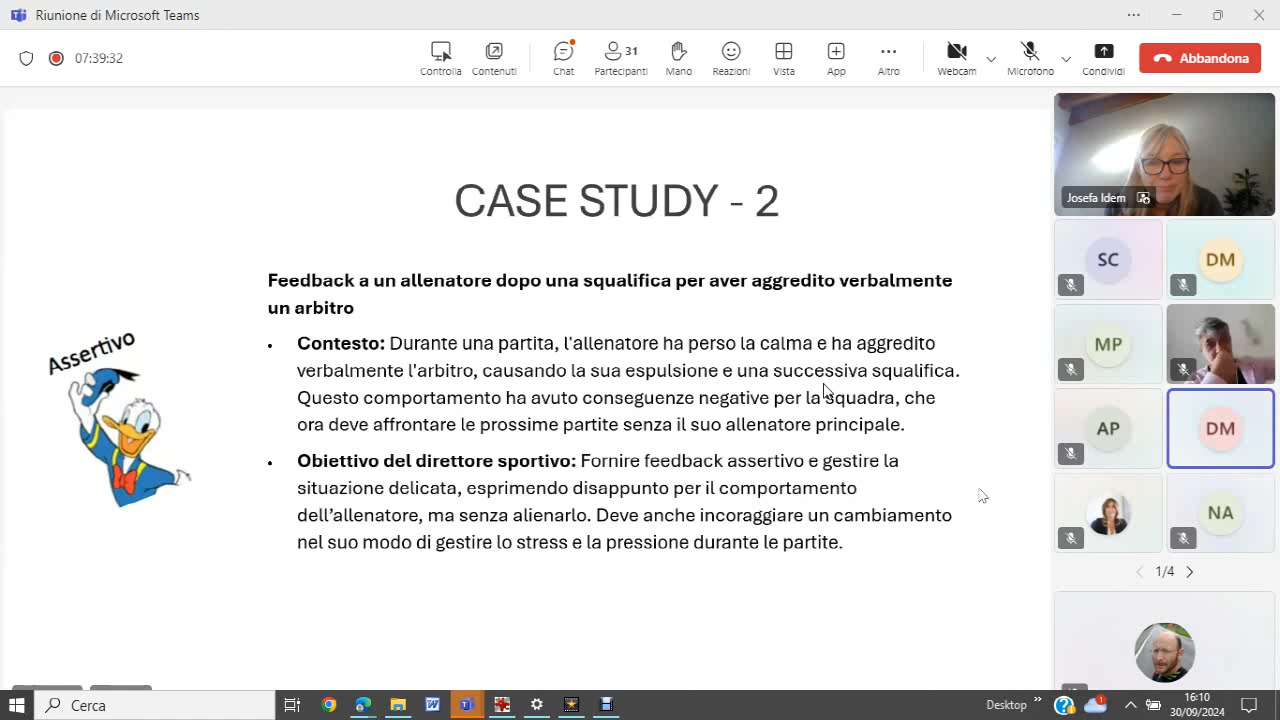 Riunione di Microsoft Teams
07:39:32
Controlla
Contenuti
Chat
31
Partecipanti
Mano
Reazioni
Vista
App
Altro
Webcam
Microfono
Condividi
Abbandona
CASE STUDY - 2
Feedback a un allenatore dopo una squalifica per aver aggredito verbalmente
un arbitro
Assertivo
• Contesto: Durante una partita, l'allenatore ha perso la calma e ha aggredito
verbalmente l'arbitro, causando la sua espulsione e una successiva squalifica.
Questo comportamento ha avuto conseguenze negative per la squadra, che
ora deve affrontare le prossime partite senza il suo allenatore principale.
• Obiettivo del direttore sportivo: Fornire feedback assertivo e gestire la
situazione delicata, esprimendo disappunto per il comportamento
dell’allenatore, ma senza alienarlo. Deve anche incoraggiare un cambiamento
nel suo modo di gestire lo stress e la pressione durante le partite.
Josefa Idem
SC
DM
MP
AP
DM
NA
1/4
Cerca
Desktop
1
16:10
30/09/2024